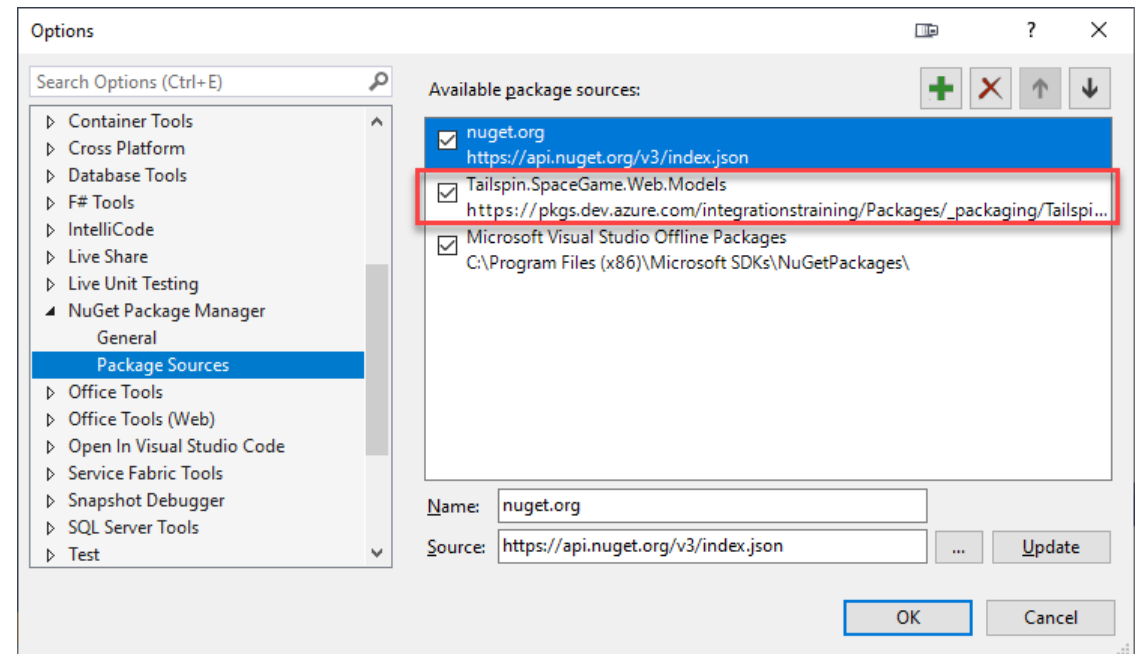 Options
?
Search Options (Ctrl+E)
Container Tools
Cross Platform
Database Tools
F# Tools
IntelliCode
Live Share
Live Unit Testing
NuGet Package Manager
General
Package Sources
Office Tools
Office Tools (Web)
Open In Visual Studio Code
Service Fabric Tools
Snapshot Debugger
SQL Server Tools
Test
Available package sources:
nuget.org
https://api.nuget.org/v3/index.json
Tailspin.SpaceGame.Web.Models
https://pkgs.dev.azure.com/integrationstraining/Packages/_packaging/Tailspi...
Microsoft Visual Studio Offline Packages
C:\Program Files (x86)\Microsoft SDKs\NuGetPackages\
Name: nuget.org
Source: https://api.nuget.org/v3/index.json ... Update
OK Cancel